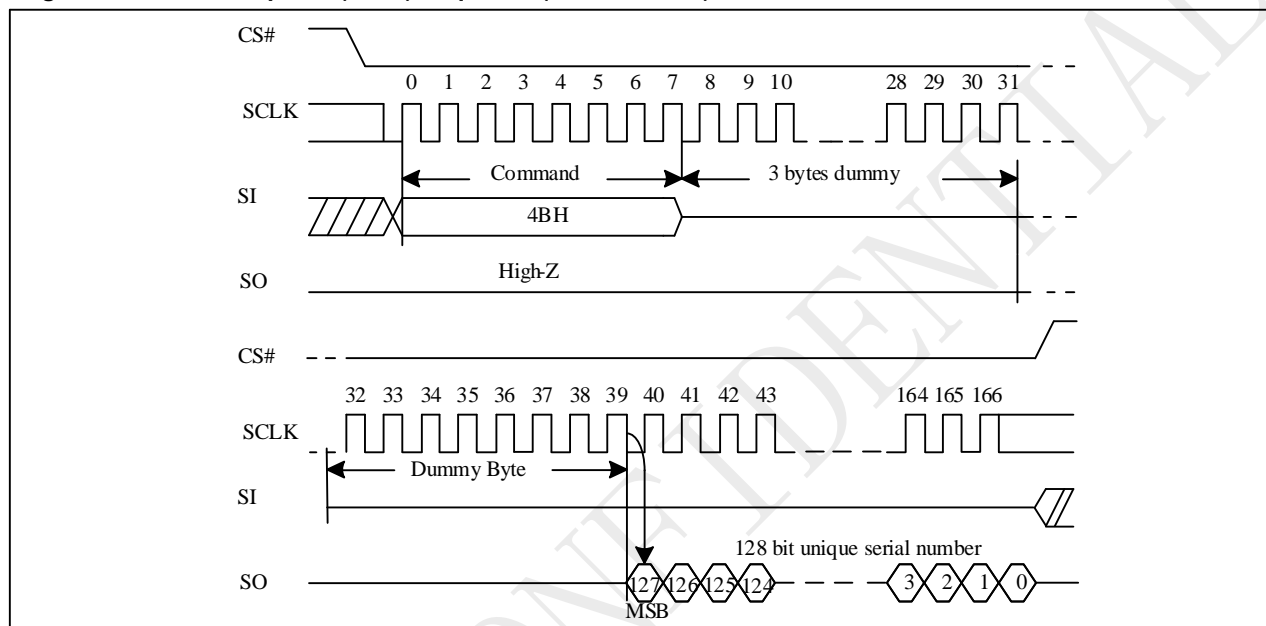 CS#
0 1 2 3 4 5 6 7 8 9 10 28 29 30 31
SCLK
Command 3 bytes dummy
SI
4BH
High-Z
SO
CS#
32 33 34 35 36 37 38 39 40 41 42 43 164 165 166
SCLK
Dummy Byte
SI
128 bit unique serial number
SO 127 126 125 124 3 2 1 0
MSB